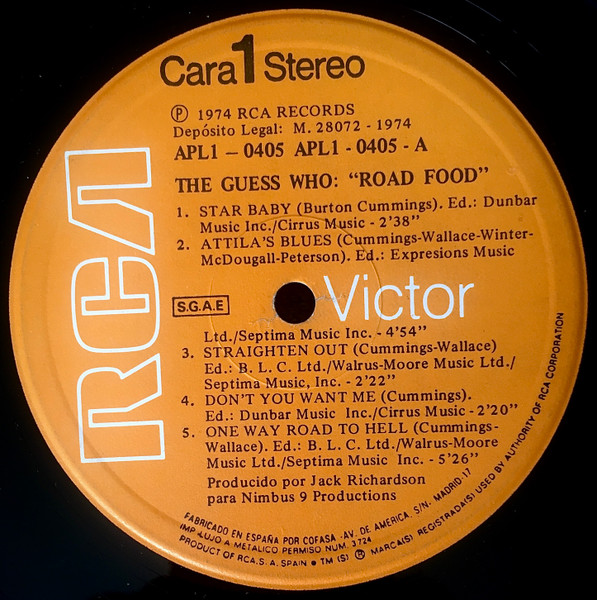 Cara 1 Stereo
Ⓟ 1974 RCA RECORDS
Depósito Legal: M. 28072 - 1974
APL1 – 0405 APL1 - 0405 - A
THE GUESS WHO: "ROAD FOOD"
1. STAR BABY (Burton Cummings). Ed.: Dunbar
Music Inc./Cirrus Music - 2'38"
2. ATTILA'S BLUES (Cummings-Wallace-Winter-
McDougall-Peterson). Ed.: Expresions Music
S.G.A.E
Victor
RCA
Ltd./Septima Music Inc. - 4'54"
3. STRAIGHTEN OUT (Cummings-Wallace)
Ed.: B. L. C. Ltd./Walrus-Moore Music Ltd./
Septima Music, Inc. - 2'22"
4. DON'T YOU WANT ME (Cummings).
Ed.: Dunbar Music Inc./Cirrus Music - 2'20"
5. ONE WAY ROAD TO HELL (Cummings-
Wallace). Ed.: B. L. C. Ltd./Walrus-Moore
Music Ltd./Septima Music Inc. - 5'26"
Producido por Jack Richardson
para Nimbus 9 Productions
FABRICADO EN ESPAÑA POR COFASA - AV. DE AMERICA, S/N. MADRID-17
IMP. LUJO A METALICO PERMISO NUM. 3724
PRODUCT OF RCA.S.A. SPAIN • TM(S) ® MARCA(S) REGISTRADA(S) USED BY AUTHORITY OF RCA CORPORATION